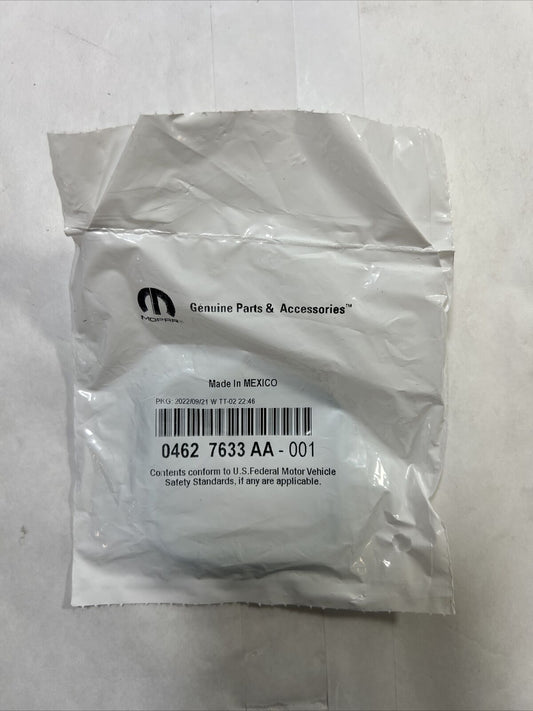 MOPAR
Genuine Parts & Accessories™
Made In MEXICO
PKG: 2022/09/21 W TT-02 22:46
0462 7633 AA - 001
Contents conform to U.S.Federal Motor Vehicle
Safety Standards, if any are applicable.